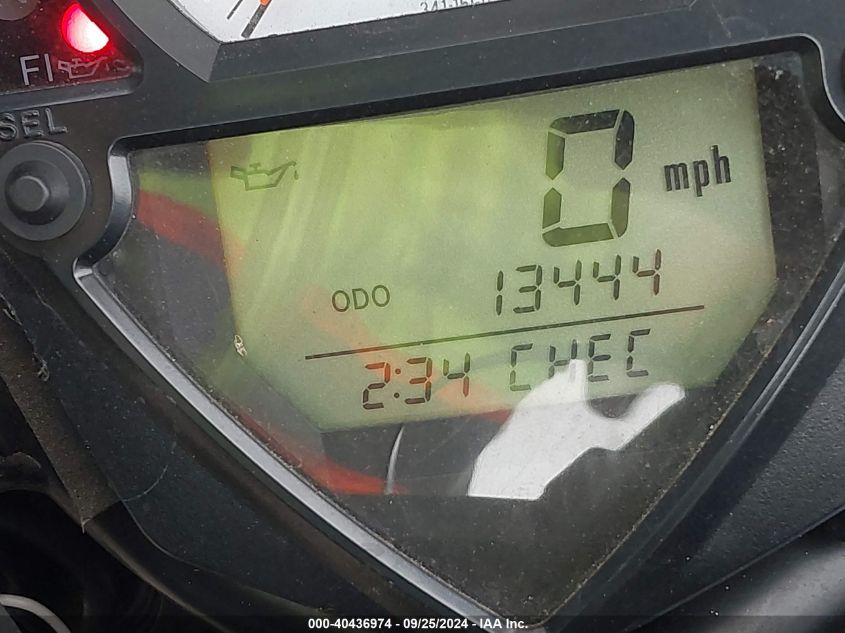 FI
SEL
0 mph
ODO 13444
2:34 CHEC
000-40436974 - 09/25/2024 - IAA Inc.